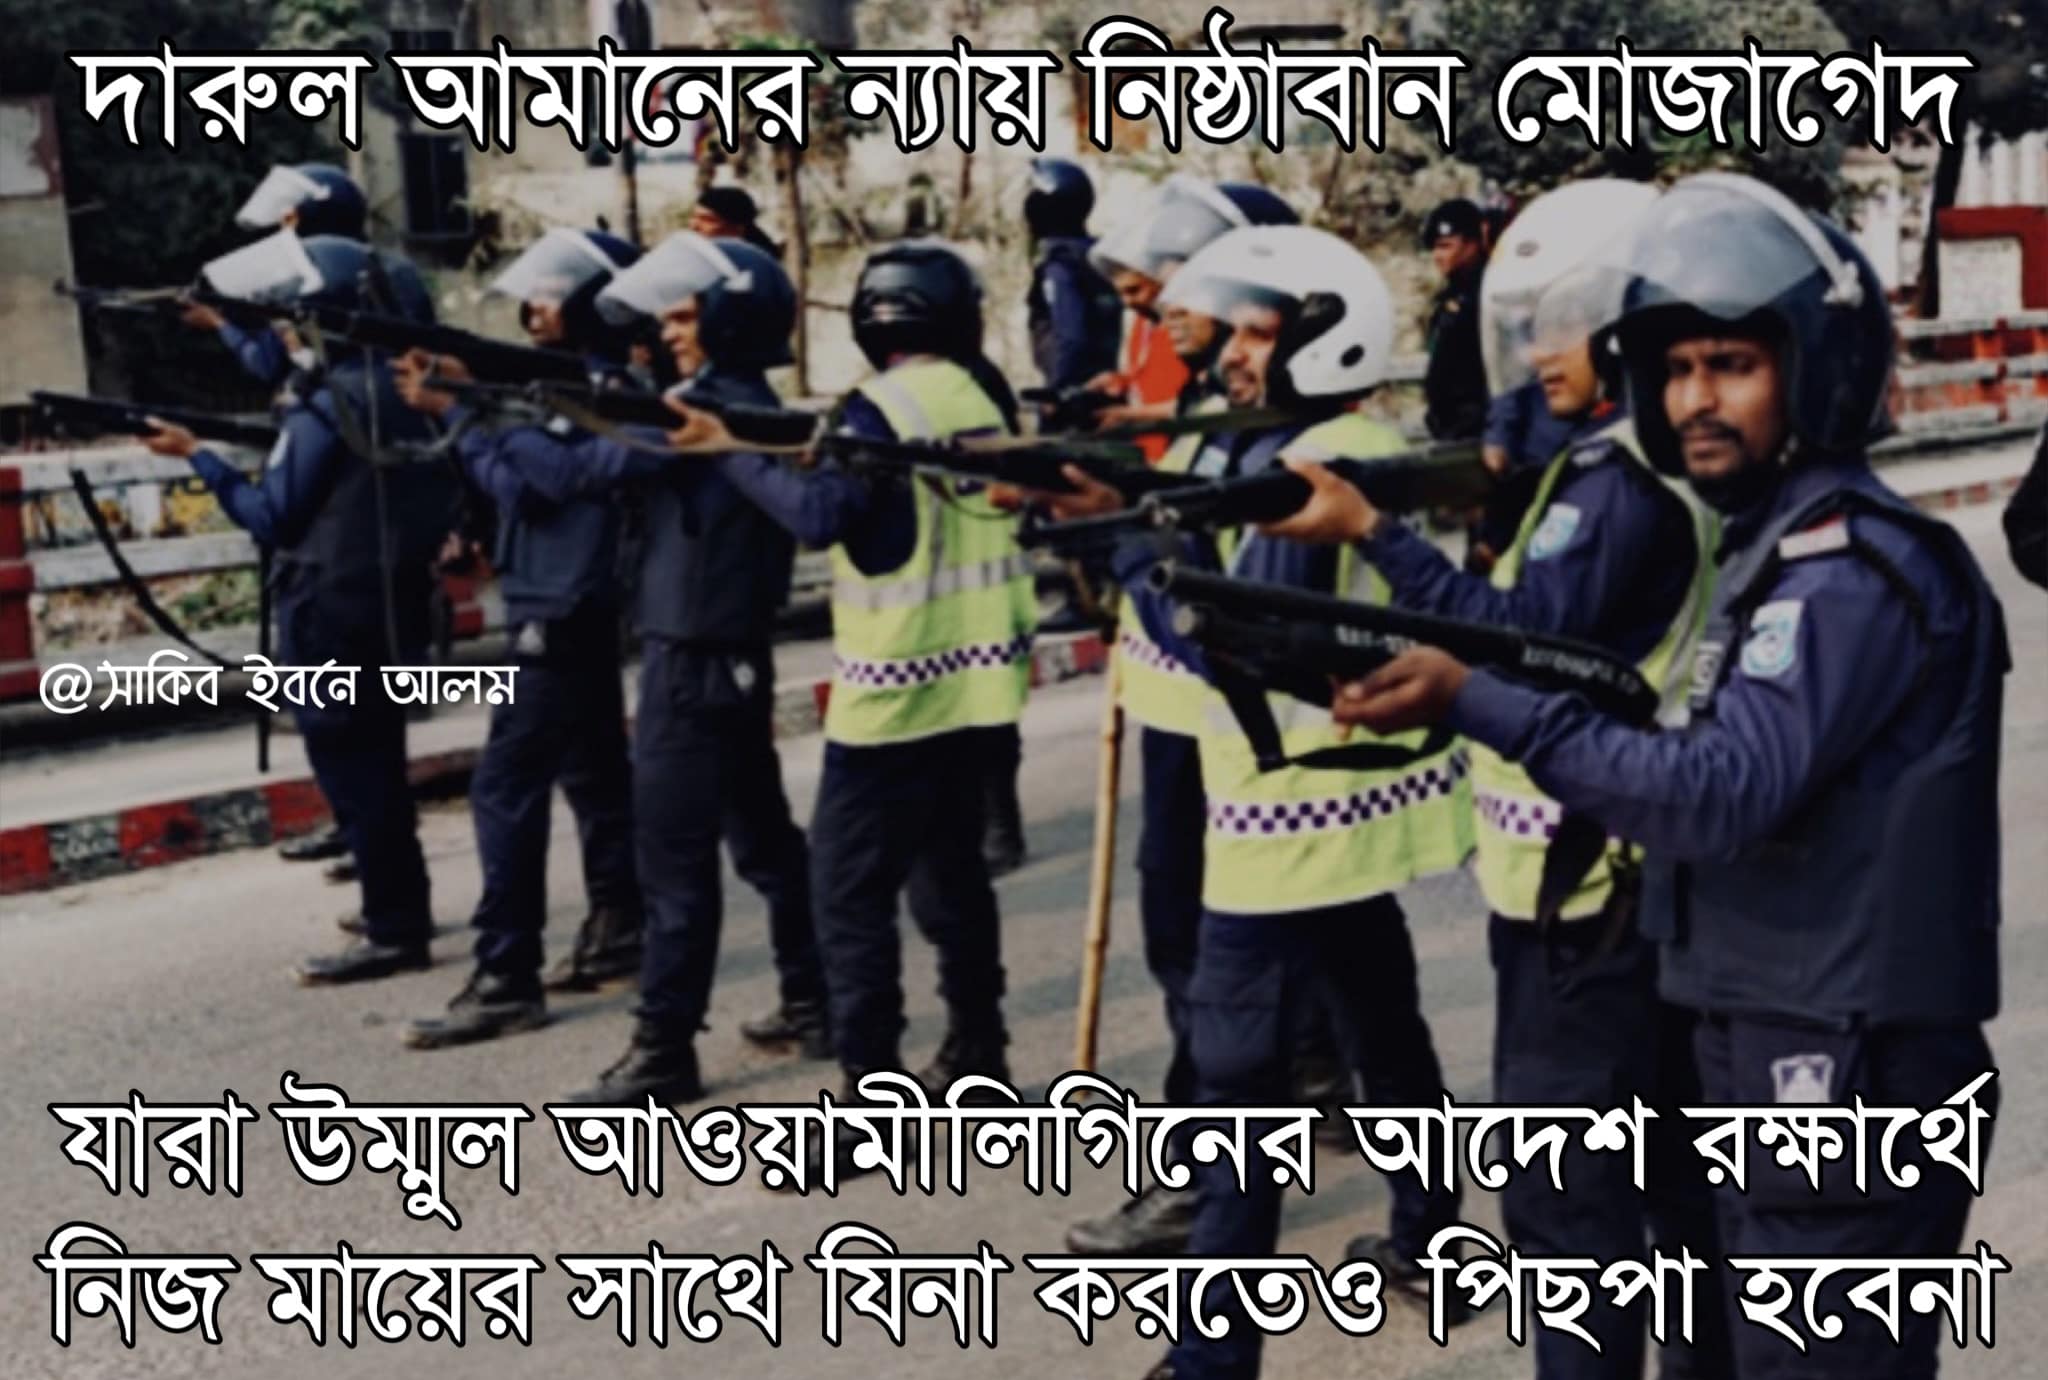 দারুল আমানের ন্যায় নিষ্ঠাবান মোজাগেদ
@সাকিব ইবনে আলম
যারা উম্মুল আওয়ামীলিগিনের আদেশ রক্ষার্থে
নিজ মায়ের সাথে যিনা করতেও পিছপা হবেনা